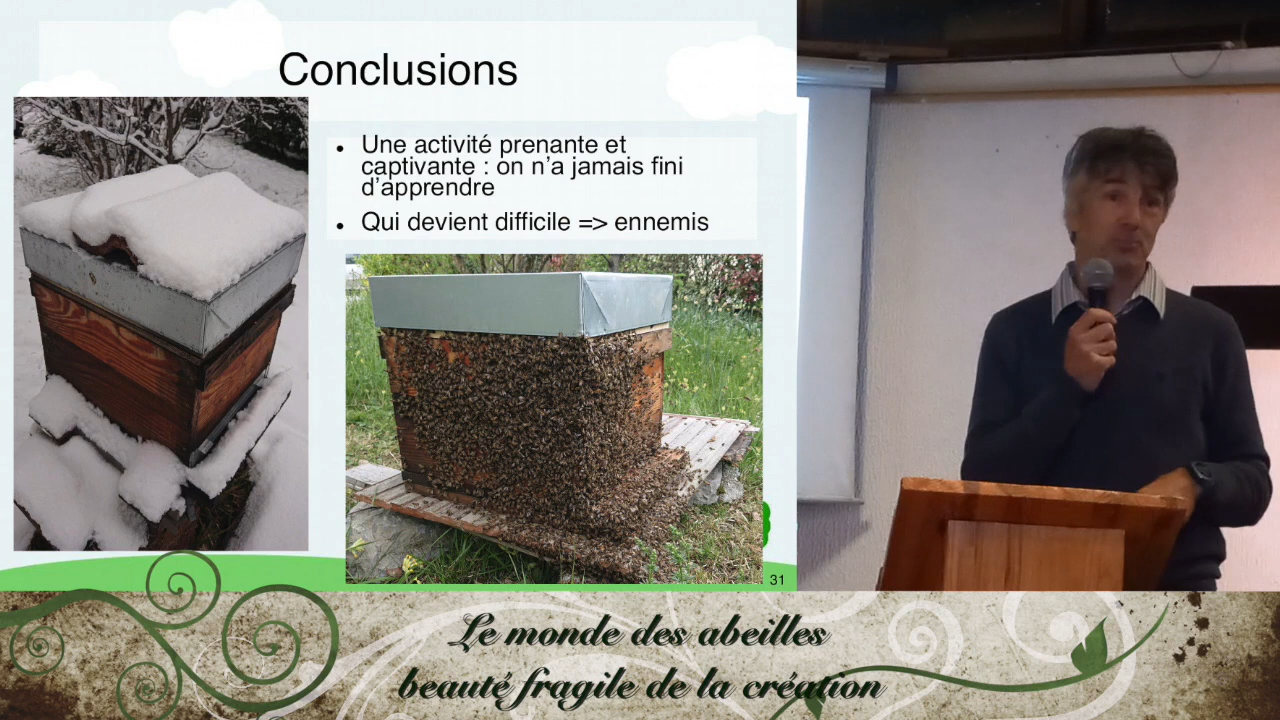 Conclusions
Une activité prenante et
captivante : on n'a jamais fini
d'apprendre
Qui devient difficile => ennemis
31
Le monde des abeilles
beauté fragile de la création